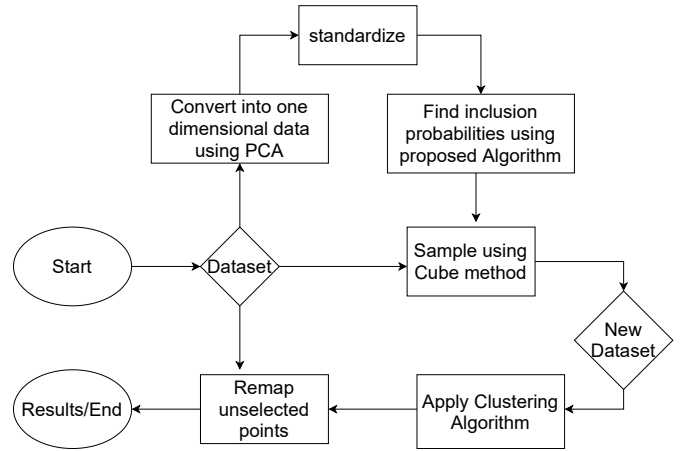 standardize
Convert into one
dimensional data
using PCA
Find inclusion
probabilities using
proposed Algorithm
Start
Dataset
Sample using
Cube method
New
Dataset
Results/End
Remap
unselected
points
Apply Clustering
Algorithm